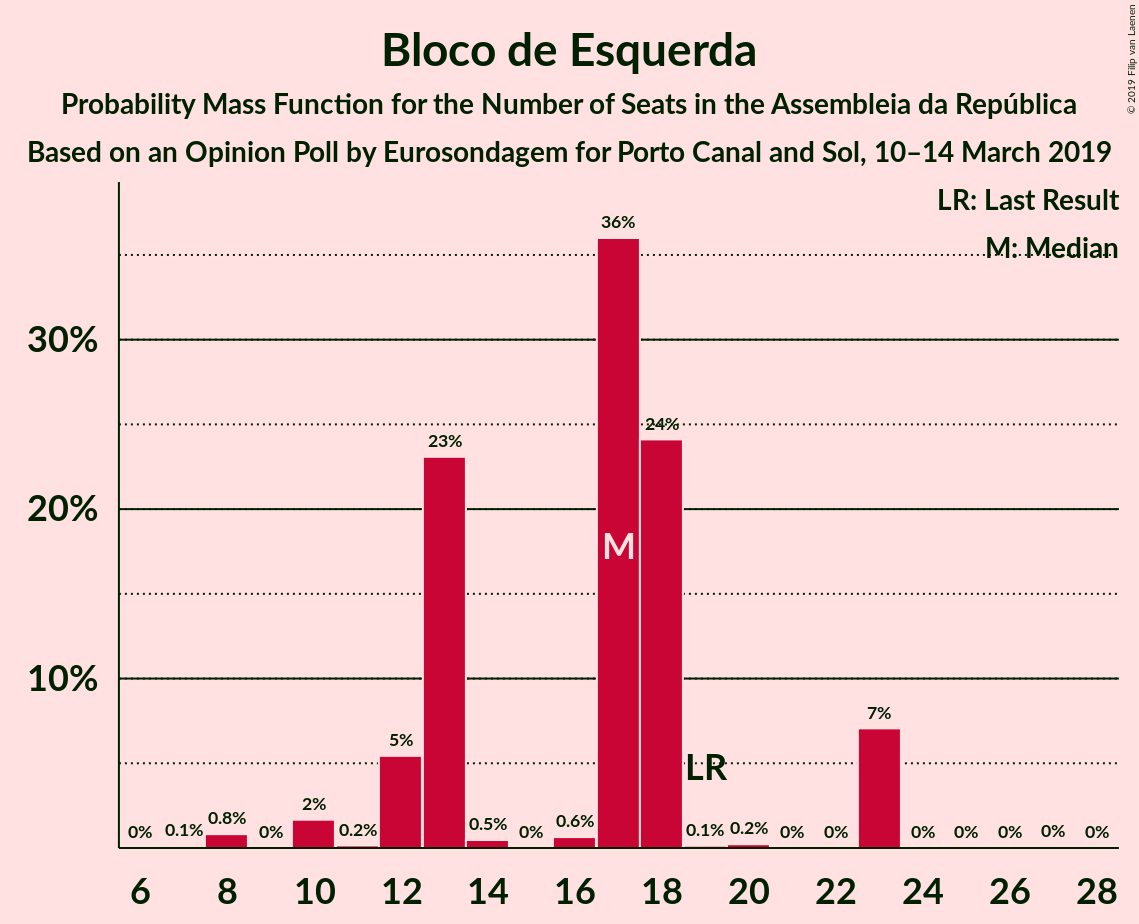 Bloco de Esquerda
Probability Mass Function for the Number of Seats in the Assembleia da República
Based on an Opinion Poll by Eurosondagem for Porto Canal and Sol, 10–14 March 2019
© 2019 Filip van Laenen
LR: Last Result
M: Median
30%
20%
10%
0% 0.1% 0.8% 0% 2% 0.2% 5% 23% 0.5% 0% 0.6% 36% 24% 0.1% 0.2% 0% 0% 7% 0% 0% 0% 0% 0%
M
LR
6 8 10 12 14 16 18 20 22 24 26 28